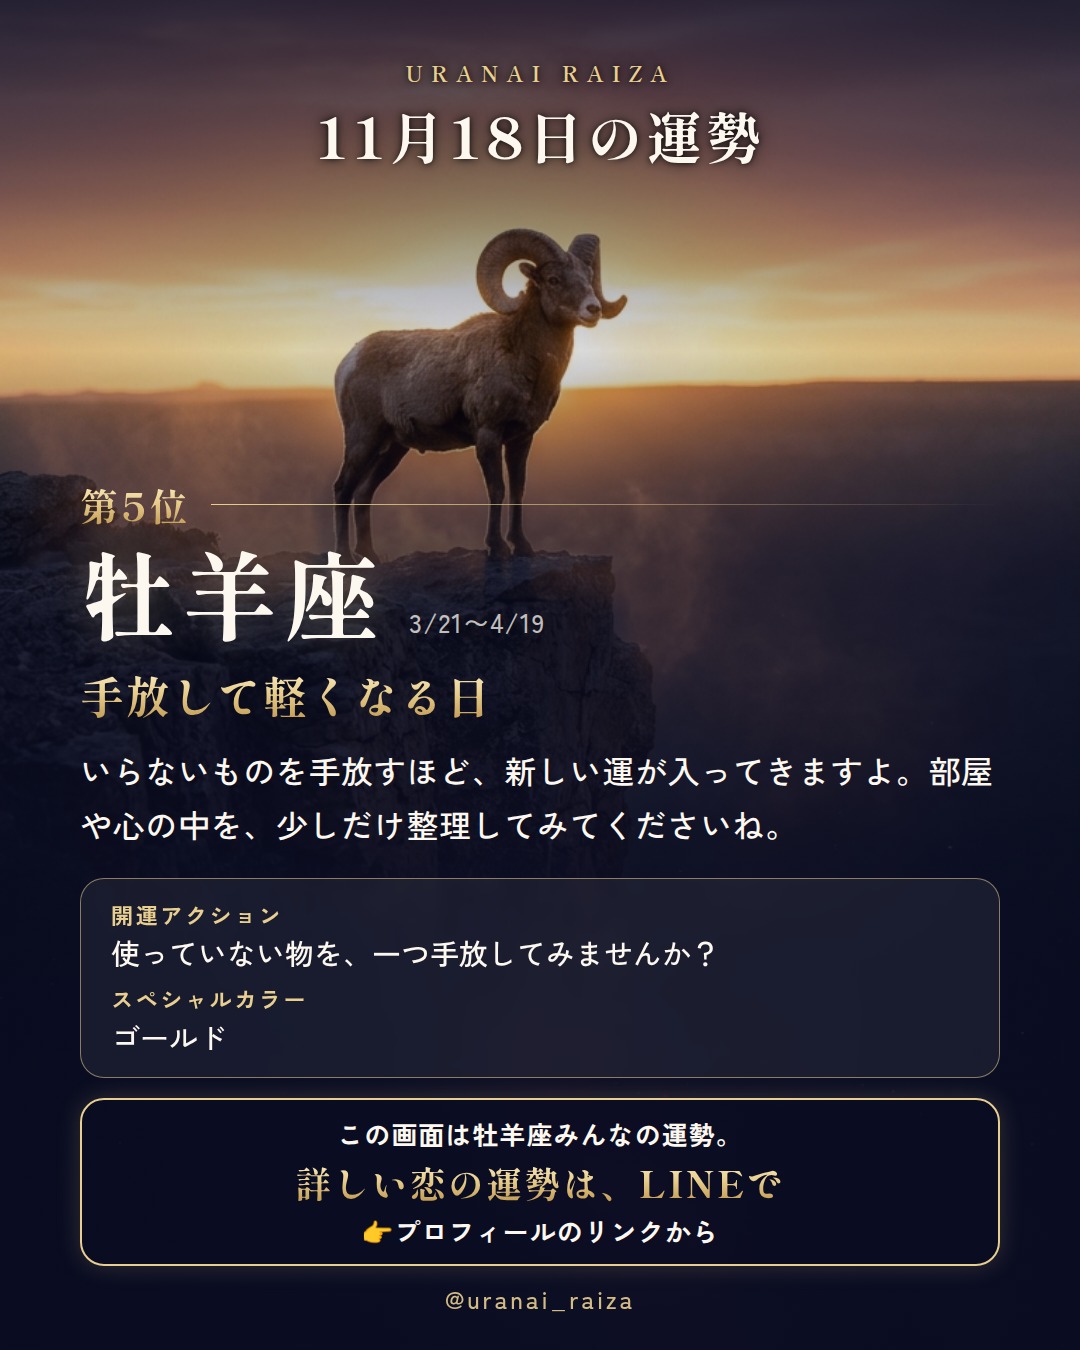 URANAI RAIZA
11月18日の運勢
第5位
牡羊座 3/21〜4/19
手放して軽くなる日
いらないものを手放すほど、新しい運が入ってきますよ。部屋
や心の中を、少しだけ整理してみてくださいね。
開運アクション
使っていない物を、一つ手放してみませんか？
スペシャルカラー
ゴールド
この画面は牡羊座みんなの運勢。
詳しい恋の運勢は、LINEで
👉プロフィールのリンクから
@uranai_raiza